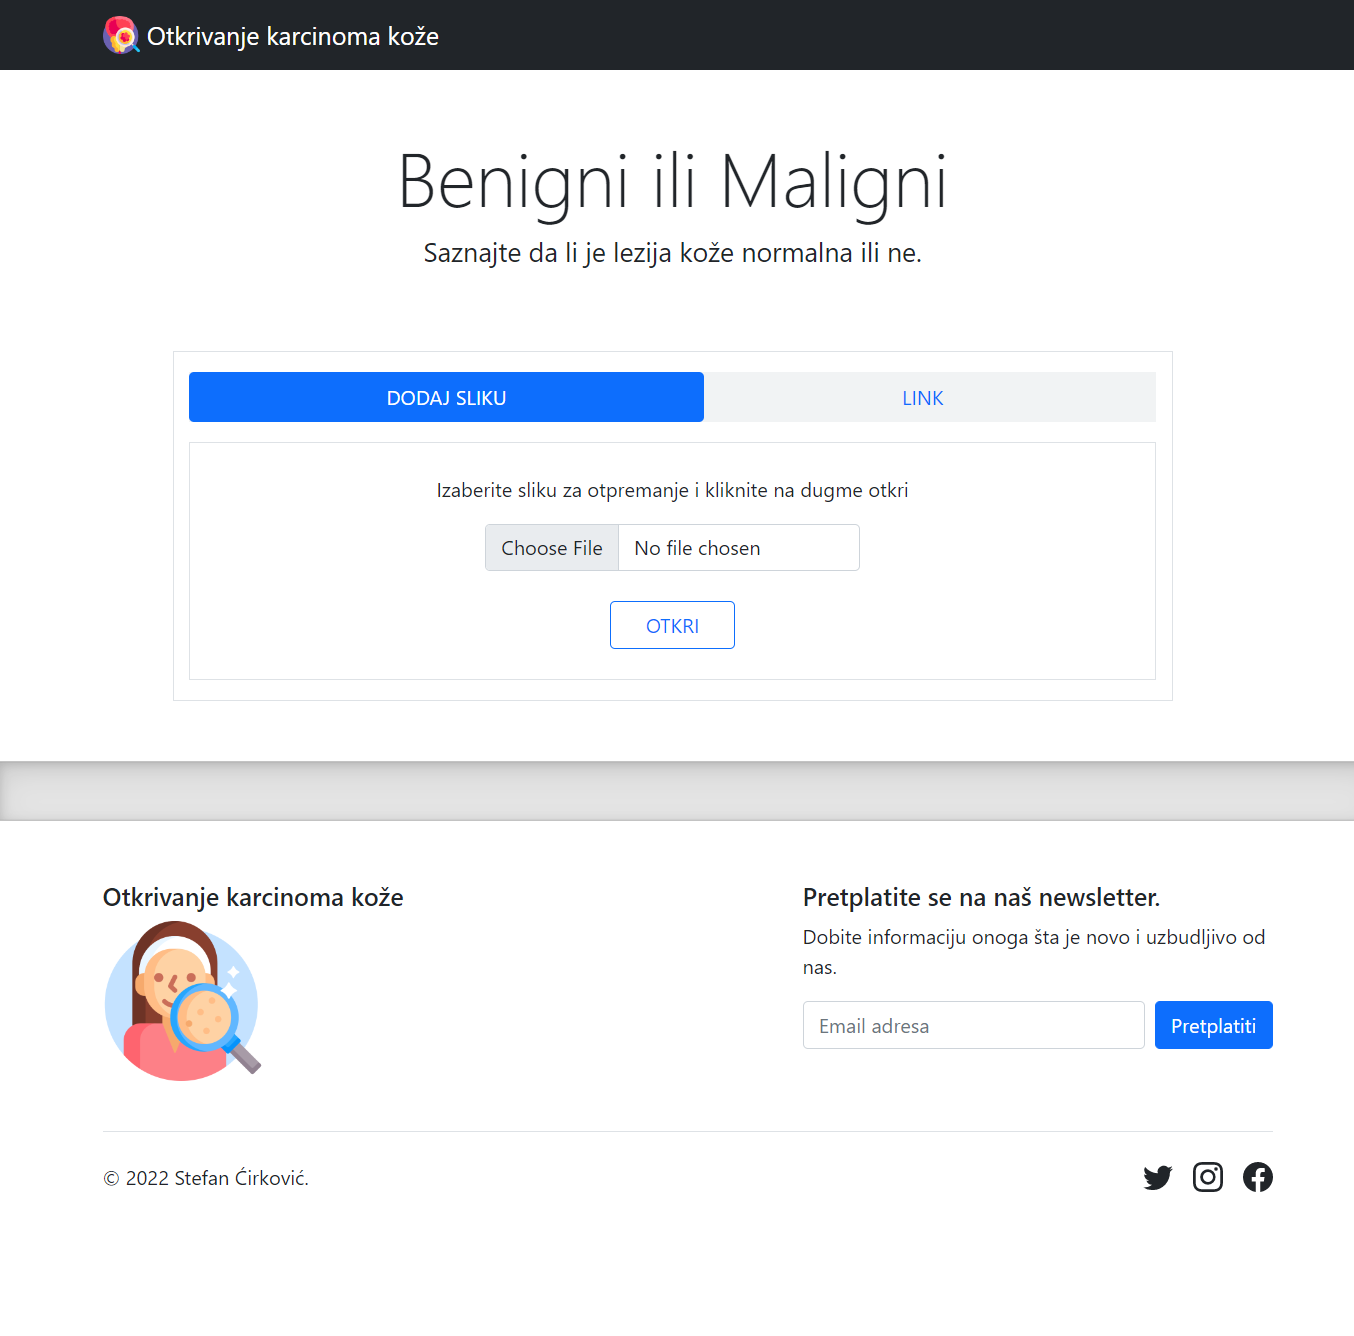 Otkrivanje karcinoma kože
Benigni ili Maligni
Saznajte da li je lezija kože normalna ili ne.
DODAJ SLIKU
LINK
Izaberite sliku za otpremanje i kliknite na dugme otkri
Choose File
No file chosen
OTKRI
Otkrivanje karcinoma kože
Pretplatite se na naš newsletter.
Dobite informaciju onoga šta je novo i uzbudljivo od
nas.
Email adresa
Pretplatiti
© 2022 Stefan Ćirković.